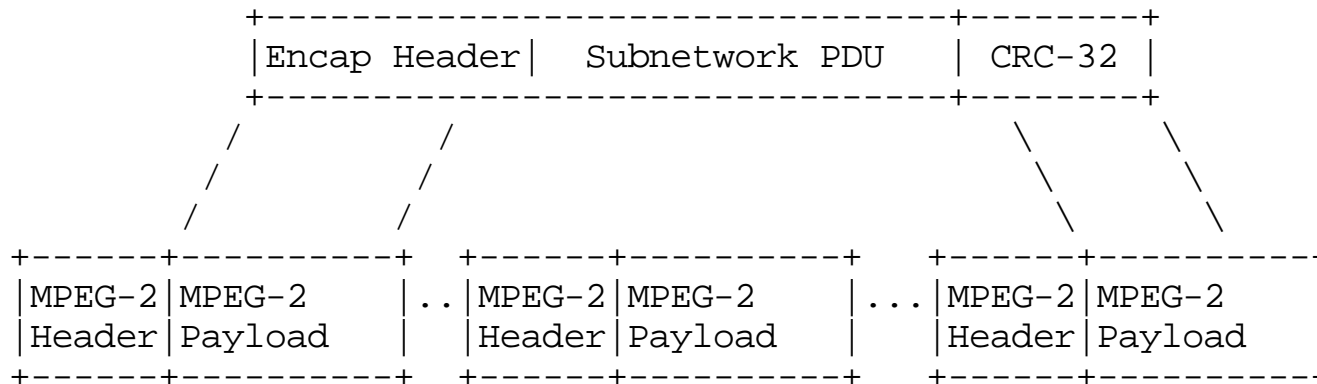 +--------------------------------+--------+
|Encap Header| Subnetwork PDU | CRC-32 |
+--------------------------------+--------+
/ / \ \
/ / \ \
/ / \ \
/ / \ \
+------+----------+ +------+----------+ +------+----------+
|MPEG-2|MPEG-2 |..|MPEG-2|MPEG-2 |...|MPEG-2|MPEG-2
|Header|Payload | |Header|Payload | |Header|Payload
+------+----------+ +------+----------+ +------+----------+